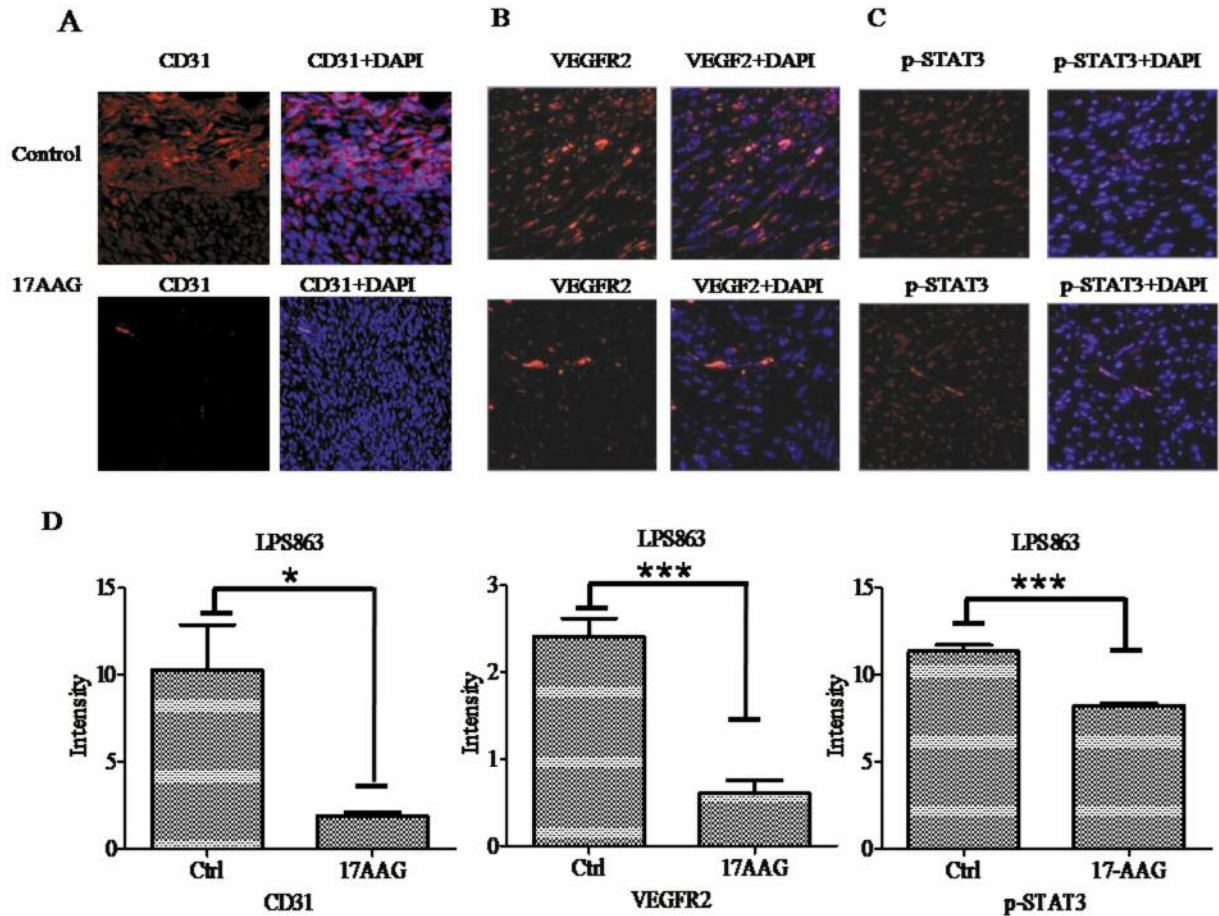 A
B
C
CD31 CD31+DAPI VEGFR2 VEGF2+DAPI p-STAT3 p-STAT3+DAPI
Control
17AAG CD31 CD31+DAPI VEGFR2 VEGF2+DAPI p-STAT3 p-STAT3+DAPI
D
LPS863
*
15
10
5
0
Intensity
Ctrl 17AAG
CD31
LPS863
***
3
2
1
0
Intensity
Ctrl 17AAG
VEGFR2
LPS863
***
15
10
5
0
Intensity
Ctrl 17-AAG
p-STAT3